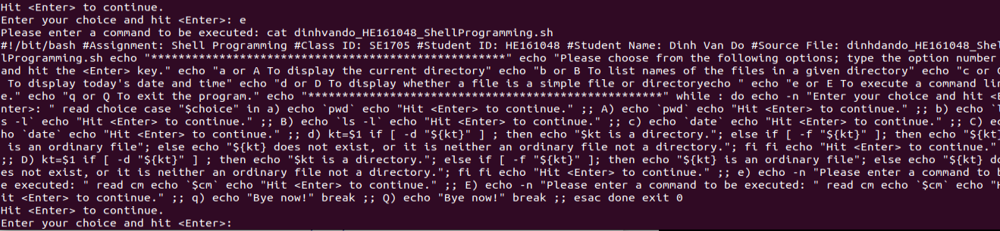 Hit <Enter> to continue.
Enter your choice and hit <Enter>: e
Please enter a command to be executed: cat dinhvando_HE161048_ShellProgramming.sh
#!/bit/bash #Assignment: Shell Programming #Class ID: SE1705 #Student ID: HE161048 #Student Name: Dinh Van Do #Source File: dinhdando_HE161048_Shel
lProgramming.sh echo "****************************************************" echo "Please choose from the following options; type the option number
and hit the <Enter> key." echo "a or A To display the current directory" echo "b or B To list names of the files in a given directory" echo "c or C
To display today's date and time" echo "d or D To display whether a file is a simple file or directoryecho " echo "e or E To execute a command lin
e." echo "q or Q To exit the program." echo "****************************************************" while : do echo -n "Enter your choice and hit <E
nter>: " read choice case "$choice" in a) echo `pwd` echo "Hit <Enter> to continue." ;; A) echo `pwd` echo "Hit <Enter> to continue." ;; b) echo `l
s -l` echo "Hit <Enter> to continue." ;; B) echo `ls -l` echo "Hit <Enter> to continue." ;; c) echo `date` echo "Hit <Enter> to continue." ;; C) ec
ho `date` echo "Hit <Enter> to continue." ;; d) kt=$1 if [ -d "${kt}" ] ; then echo "$kt is a directory."; else if [ -f "${kt}" ]; then echo "${kt}
is an ordinary file"; else echo "${kt} does not exist, or it is neither an ordinary file not a directory."; fi fi echo "Hit <Enter> to continue."
;; D) kt=$1 if [ -d "${kt}" ] ; then echo "$kt is a directory."; else if [ -f "${kt}" ]; then echo "${kt} is an ordinary file"; else echo "${kt} do
es not exist, or it is neither an ordinary file not a directory."; fi fi echo "Hit <Enter> to continue." ;; e) echo -n "Please enter a command to b
e executed: " read cm echo `$cm` echo "Hit <Enter> to continue." ;; E) echo -n "Please enter a command to be executed: " read cm echo `$cm` echo "H
it <Enter> to continue." ;; q) echo "Bye now!" break ;; Q) echo "Bye now!" break ;; esac done exit 0
Hit <Enter> to continue.
Enter your choice and hit <Enter>: